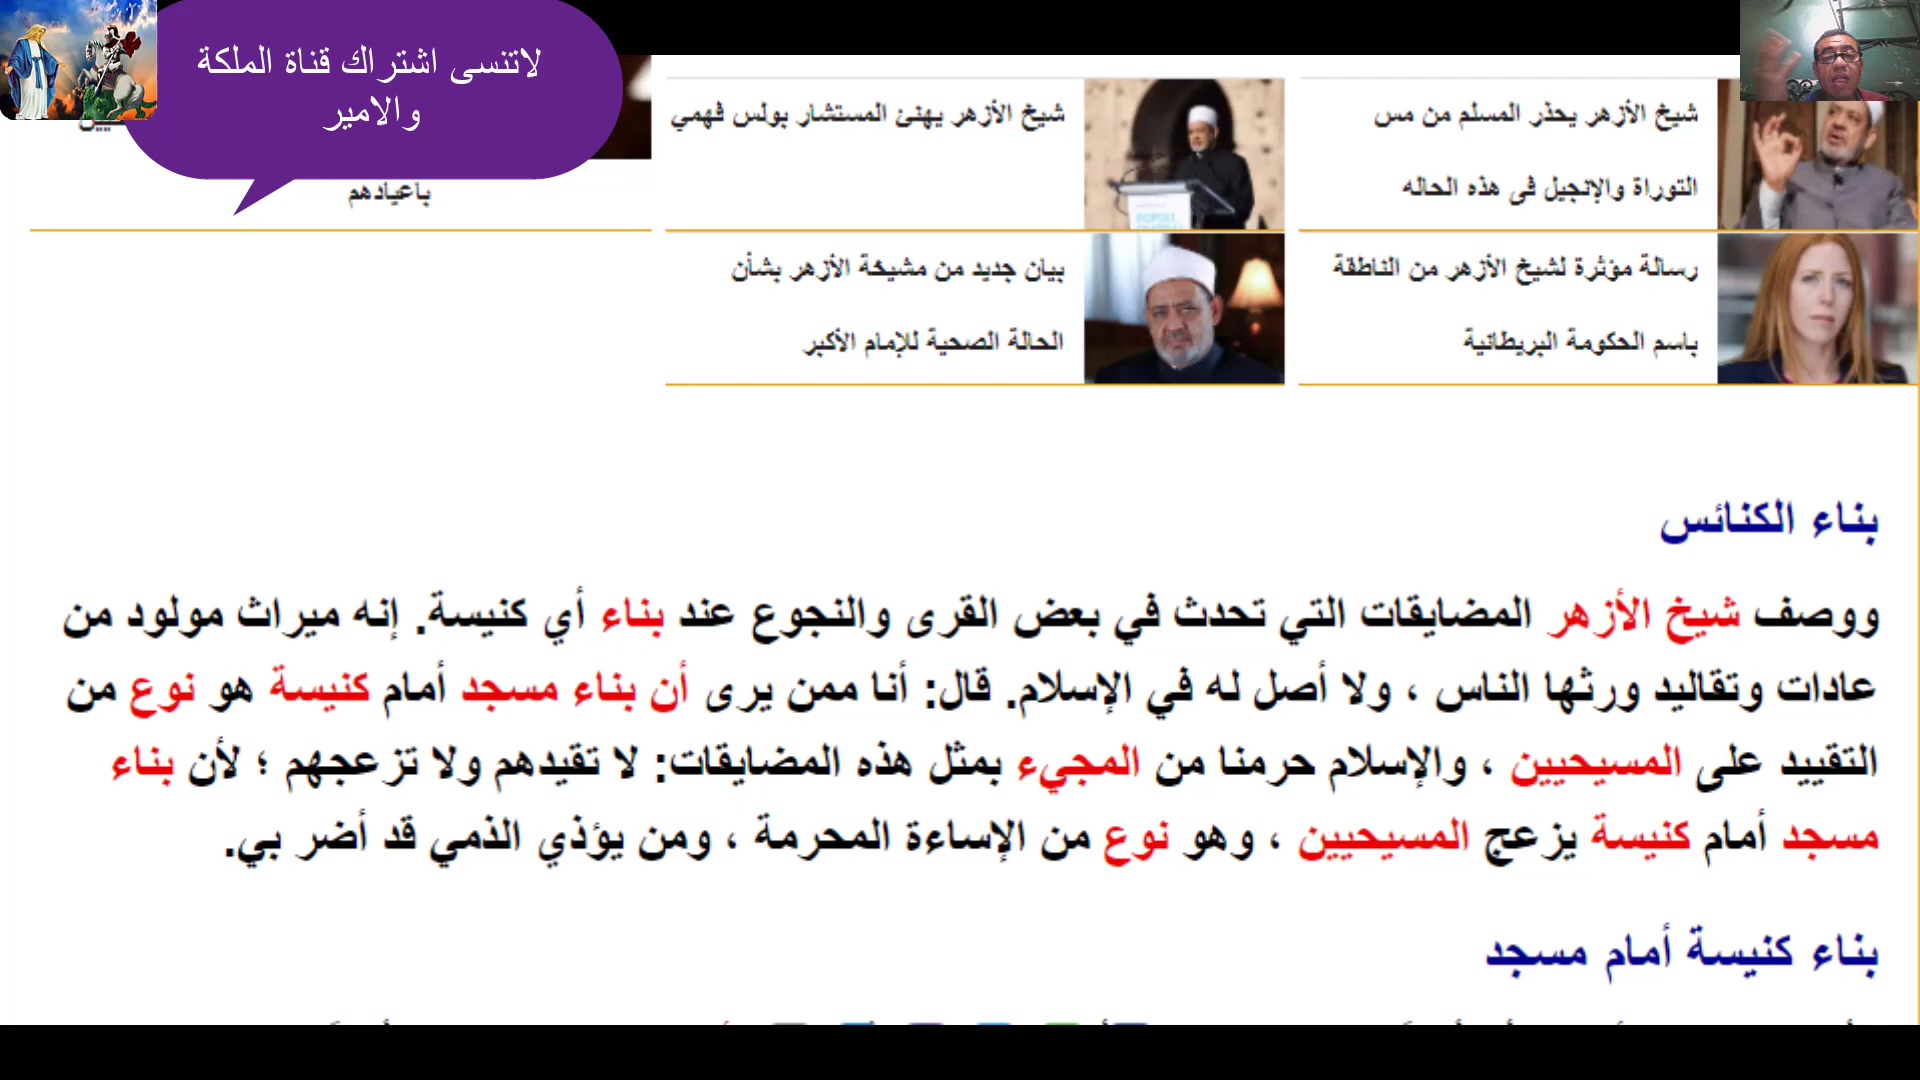 لاتنسى اشتراك قناة الملكة
والامير
شيخ الأزهر يحذر المسلم من مس
التوراة والإنجيل فى هذه الحاله
شيخ الأزهر يهنئ المستشار بولس فهمي
باعيادهم
رسالة مؤثرة لشيخ الأزهر من الناطقة
باسم الحكومة البريطانية
بيان جديد من مشيخة الأزهر بشأن
الحالة الصحية للإمام الأكبر
بناء الكنائس
ووصف شيخ الأزهر المضايقات التي تحدث في بعض القرى والنجوع عند بناء أي كنيسة. إنه ميراث مولود من
عادات وتقاليد ورثها الناس ، ولا أصل له في الإسلام. قال: أنا ممن يرى أن بناء مسجد أمام كنيسة هو نوع من
التقييد على المسيحيين ، والإسلام حرمنا من المجيء بمثل هذه المضايقات: لا تقيدهم ولا تزعجهم ؛ لأن بناء
مسجد أمام كنيسة يزعج المسيحيين ، وهو نوع من الإساءة المحرمة ، ومن يؤذي الذمي قد أضر بي.
بناء كنيسة أمام مسجد